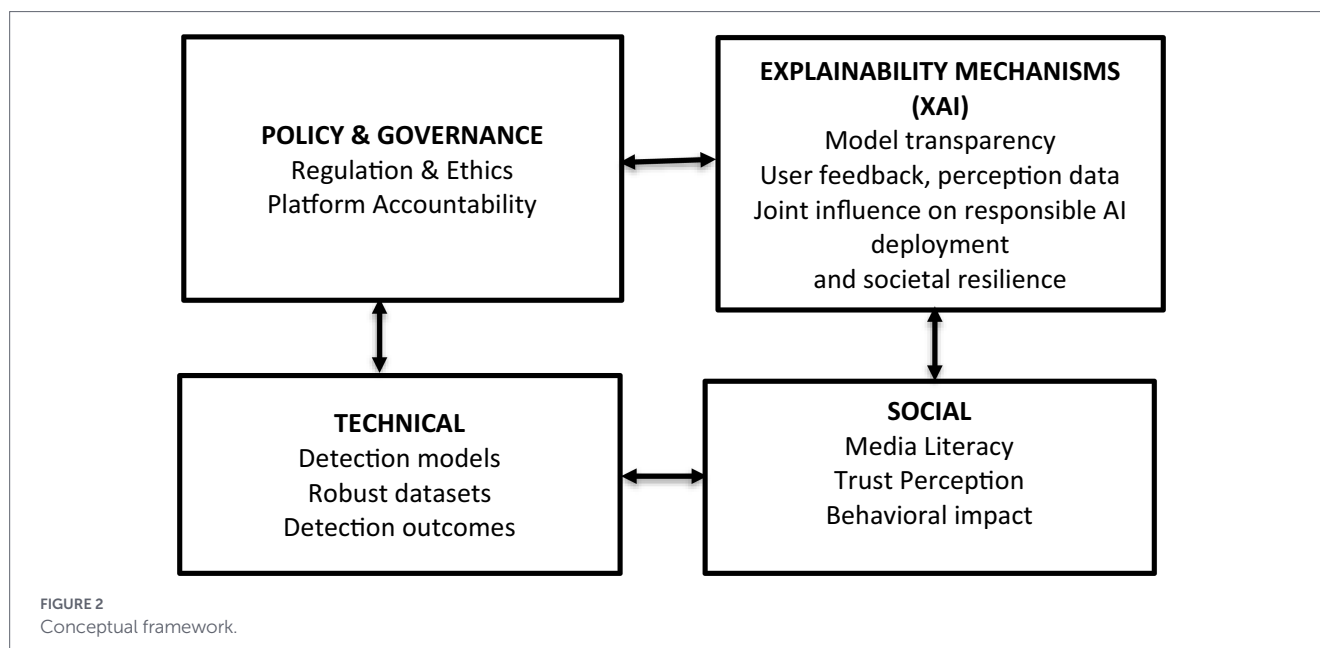 POLICY & GOVERNANCE
Regulation & Ethics
Platform Accountability
EXPLAINABILITY MECHANISMS
(XAI)
Model transparency
User feedback, perception data
Joint influence on responsible AI
deployment
and societal resilience
TECHNICAL
Detection models
Robust datasets
Detection outcomes
SOCIAL
Media Literacy
Trust Perception
Behavioral impact
FIGURE 2
Conceptual framework.